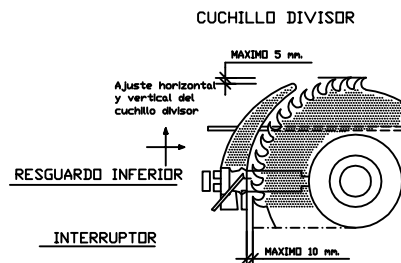 CUCHILLO DIVISOR
MAXIMO 5 mm.
Ajuste horizontal
y vertical del
cuchillo divisor
RESGUARDO INFERIOR
INTERRUPTOR
MAXIMO 10 mm.